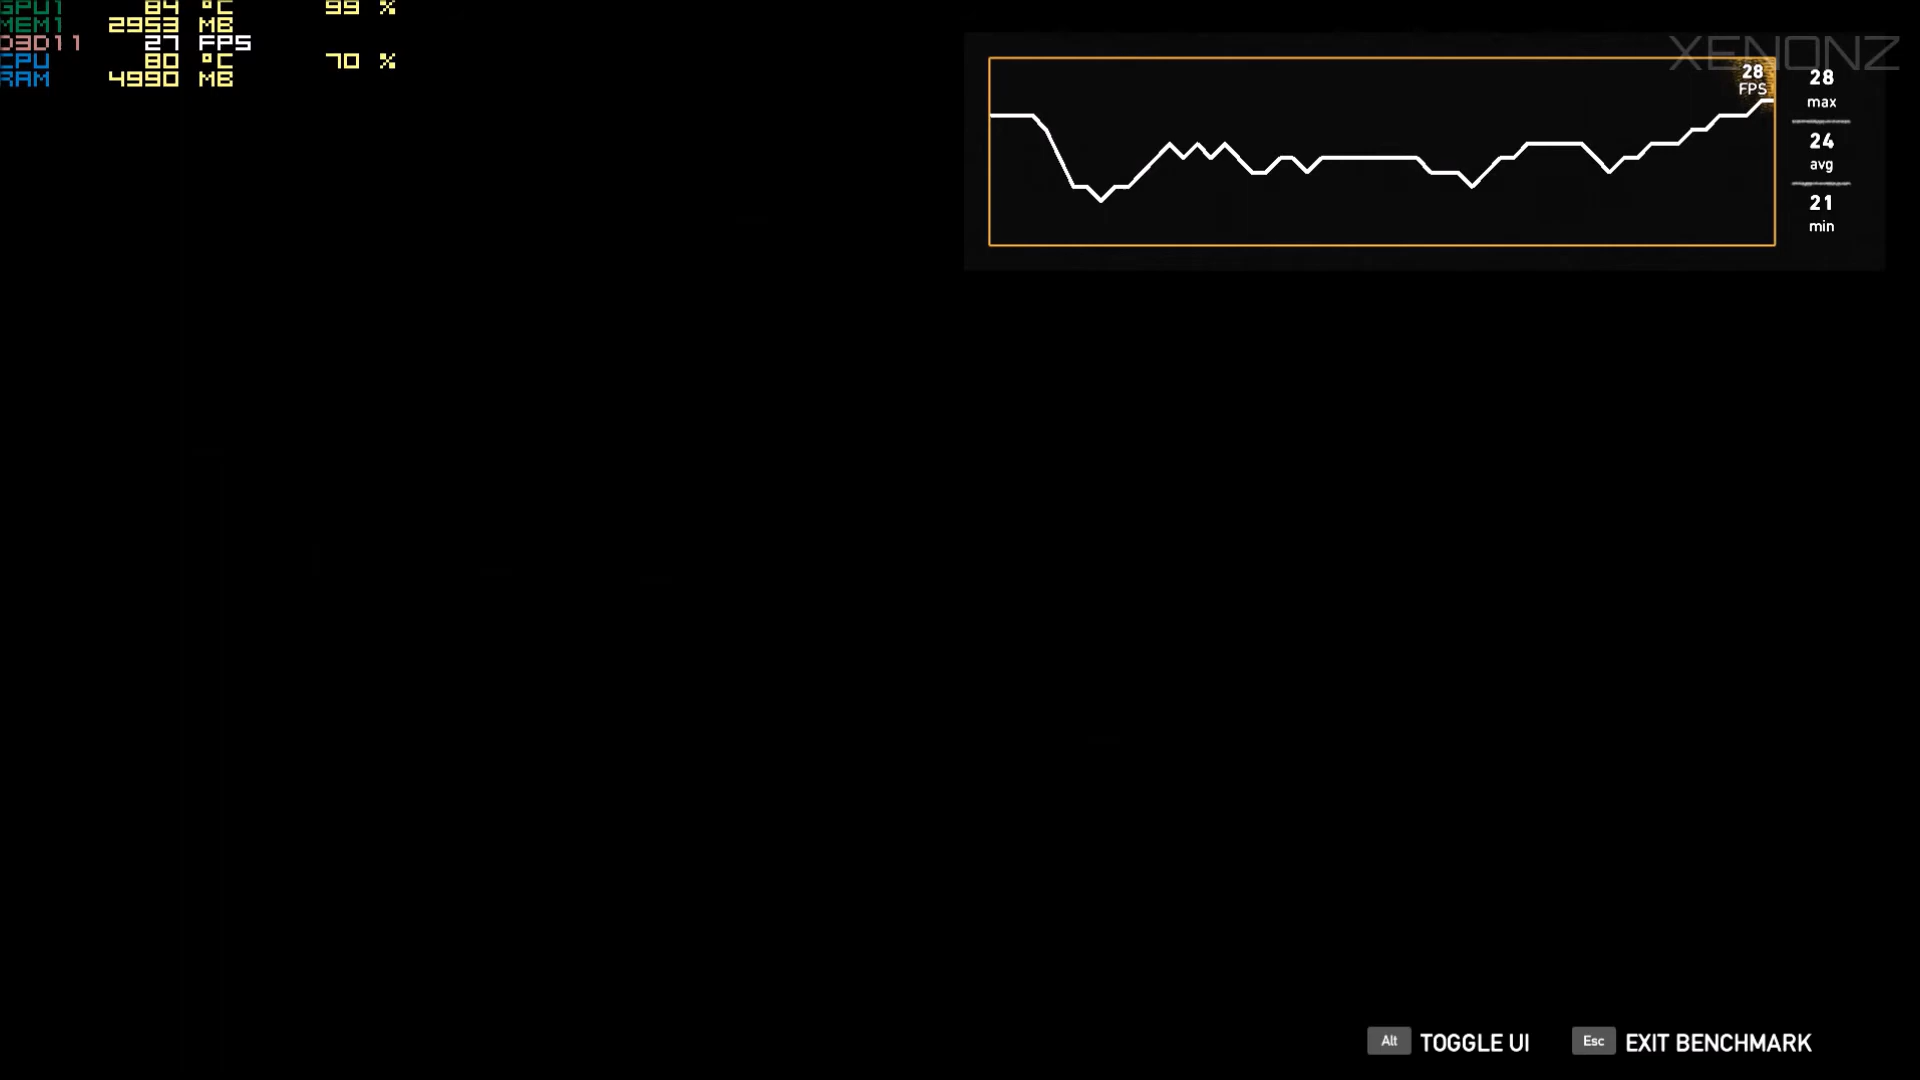 GPU1 84 °C 99 %
MEM1 2953 MB
D3D11 27 FPS
CPU 80 °C 70 %
RAM 4990 MB
XENONZ
28
FPS
28
max
24
avg
21
min
Alt TOGGLE UI Esc EXIT BENCHMARK